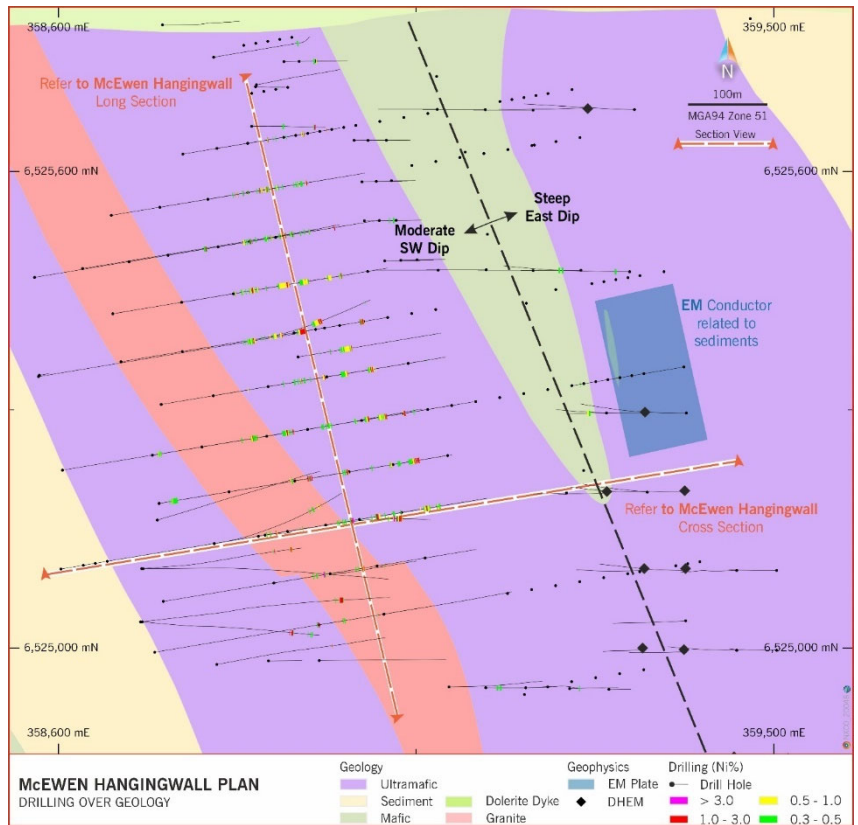 358,600 mE
359,500 mE
Refer to McEwen Hangingwall
Long Section
N
100m
MGA94 Zone 51
Section View
6,525,600 mN
6,525,600 mN
Steep
East Dip
Moderate
SW Dip
EM Conductor
related to
sediments
Refer to McEwen Hangingwall
Cross Section
6,525,000 mN
6,525,000 mN
358,600 mE
359,500 mE
McEWEN HANGINGWALL PLAN
DRILLING OVER GEOLOGY
Geology
Ultramafic
Sediment
Mafic
Dolerite Dyke
Granite
Geophysics
EM Plate
DHEM
Drilling (Ni%)
Drill Hole
> 3.0
1.0 - 3.0
0.5 - 1.0
0.3 - 0.5